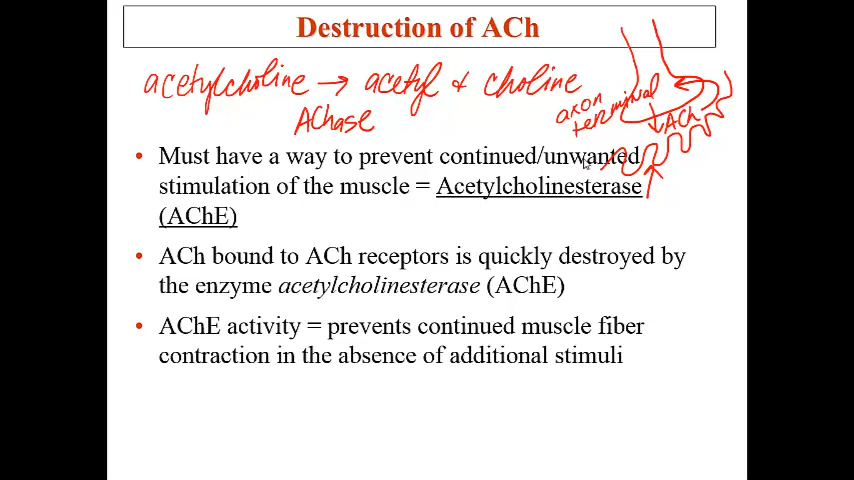 Destruction of ACh
acetylcholine → acetyl & choline
AChase
axon
terminal
ACh
• Must have a way to prevent continued/unwanted
stimulation of the muscle = Acetylcholinesterase
(AChE)
• ACh bound to ACh receptors is quickly destroyed by
the enzyme acetylcholinesterase (AChE)
• AChE activity = prevents continued muscle fiber
contraction in the absence of additional stimuli